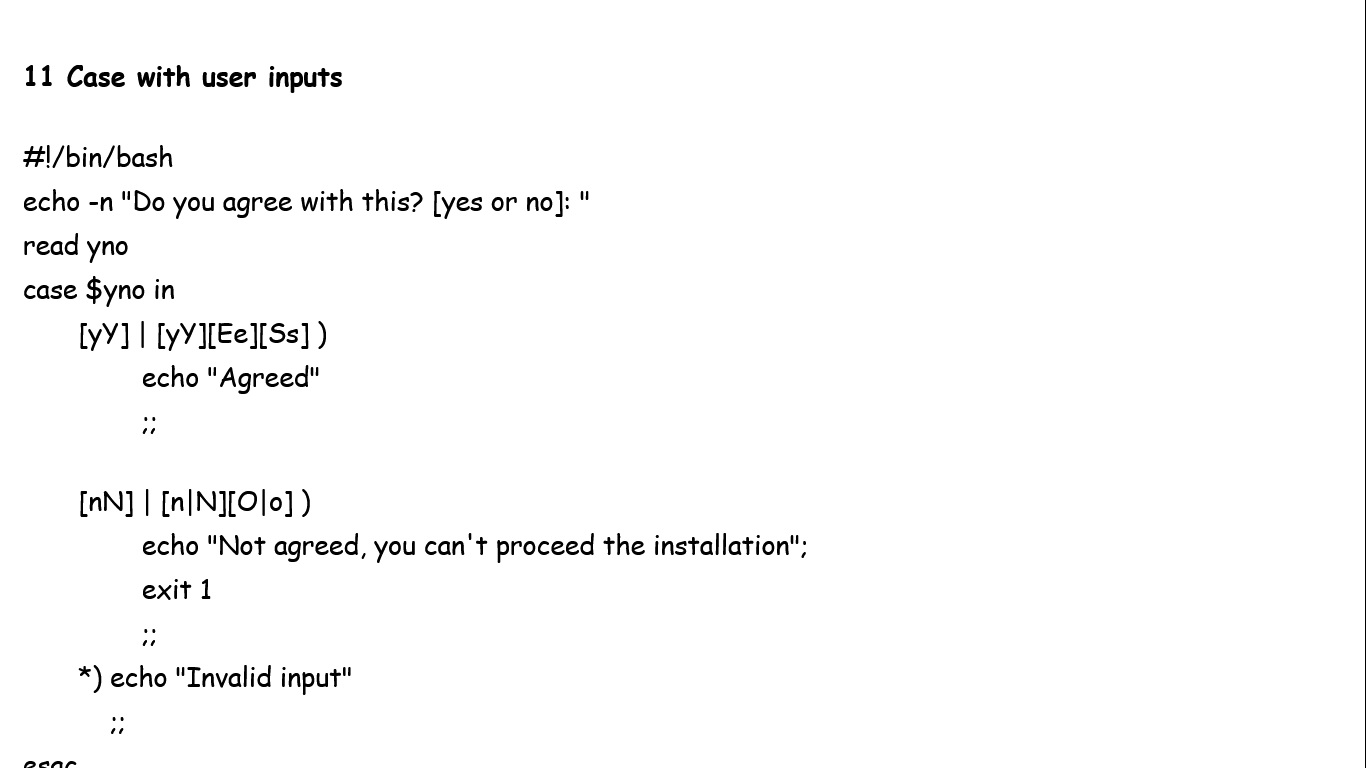 11 Case with user inputs
#!/bin/bash
echo -n "Do you agree with this? [yes or no]: "
read yno
case $yno in
[yY] | [yY][Ee][Ss] )
echo "Agreed"
;;
[nN] | [n|N][O|o] )
echo "Not agreed, you can't proceed the installation";
exit 1
;;
*) echo "Invalid input"
;;
esac